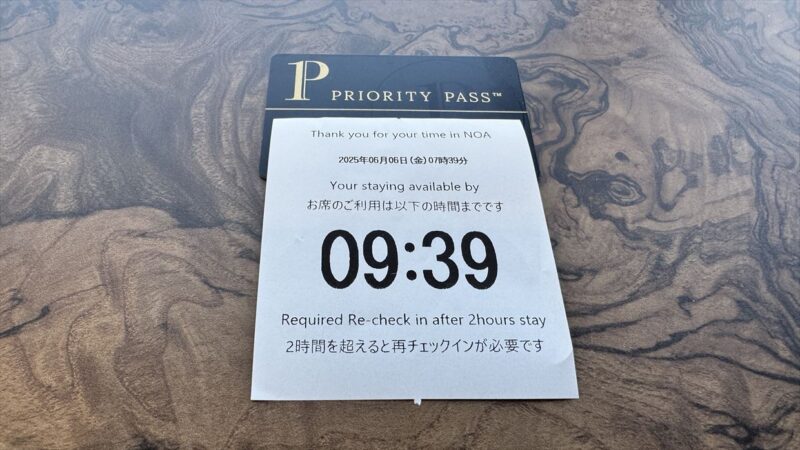 PRIORITY PASS™
Thank you for your time in NOA
2025年06月06日(金)07時39分
Your staying available by
お席のご利用は以下の時間までです
09:39
Required Re-check in after 2hours stay
2時間を超えると再チェックインが必要です